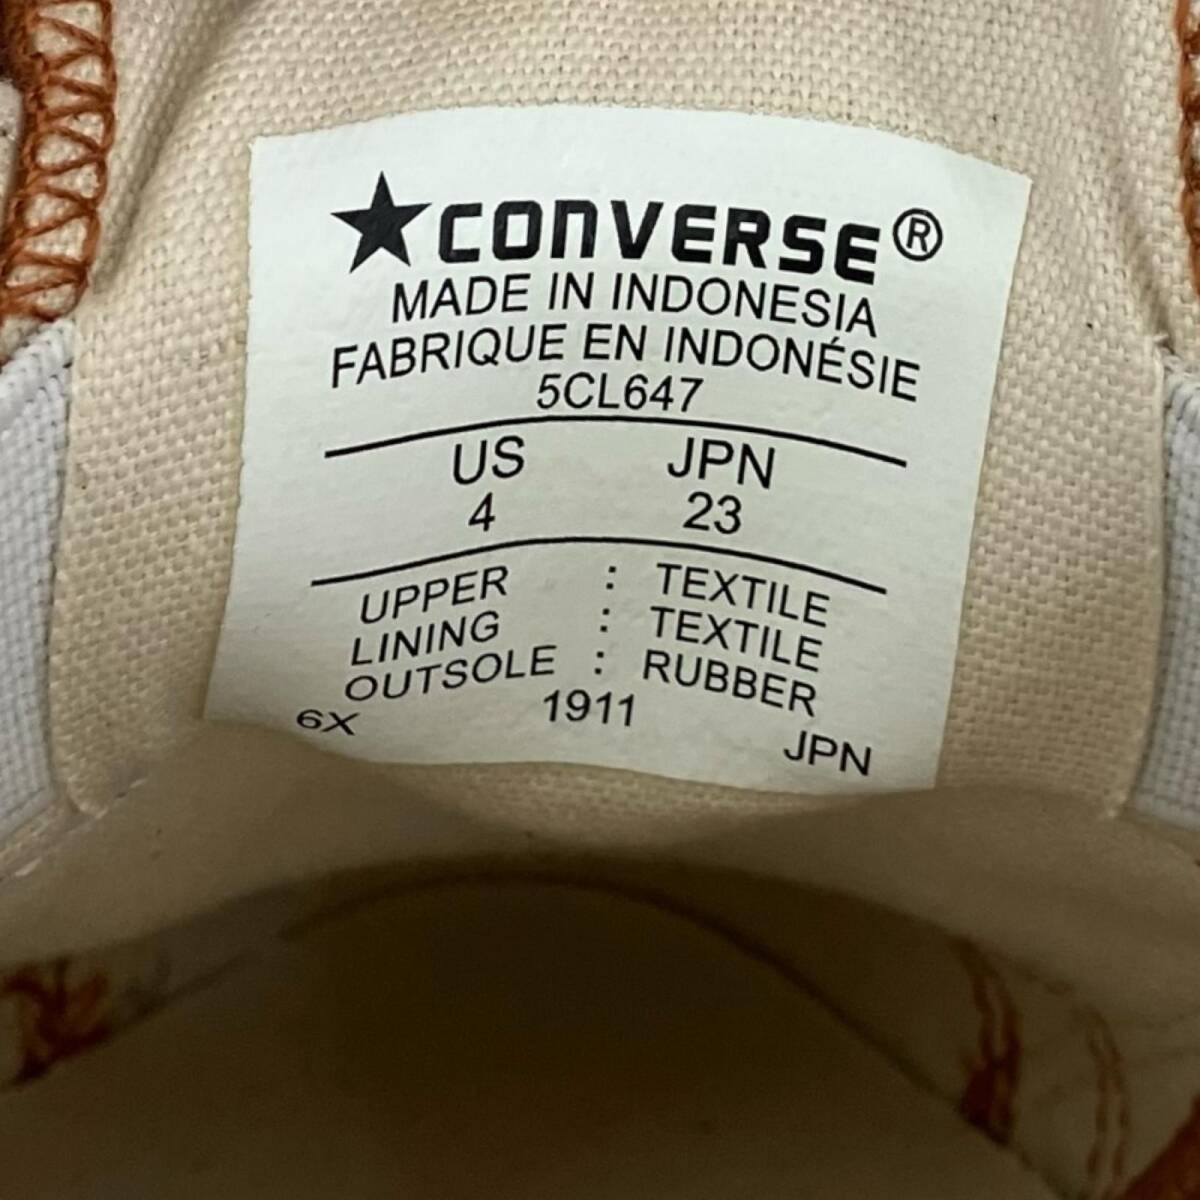 ★CONVERSE®
MADE IN INDONESIA
FABRIQUE EN INDONÉSIE
5CL647
US JPN
4 23
UPPER : TEXTILE
LINING : TEXTILE
OUTSOLE : RUBBER
6X 1911 JPN